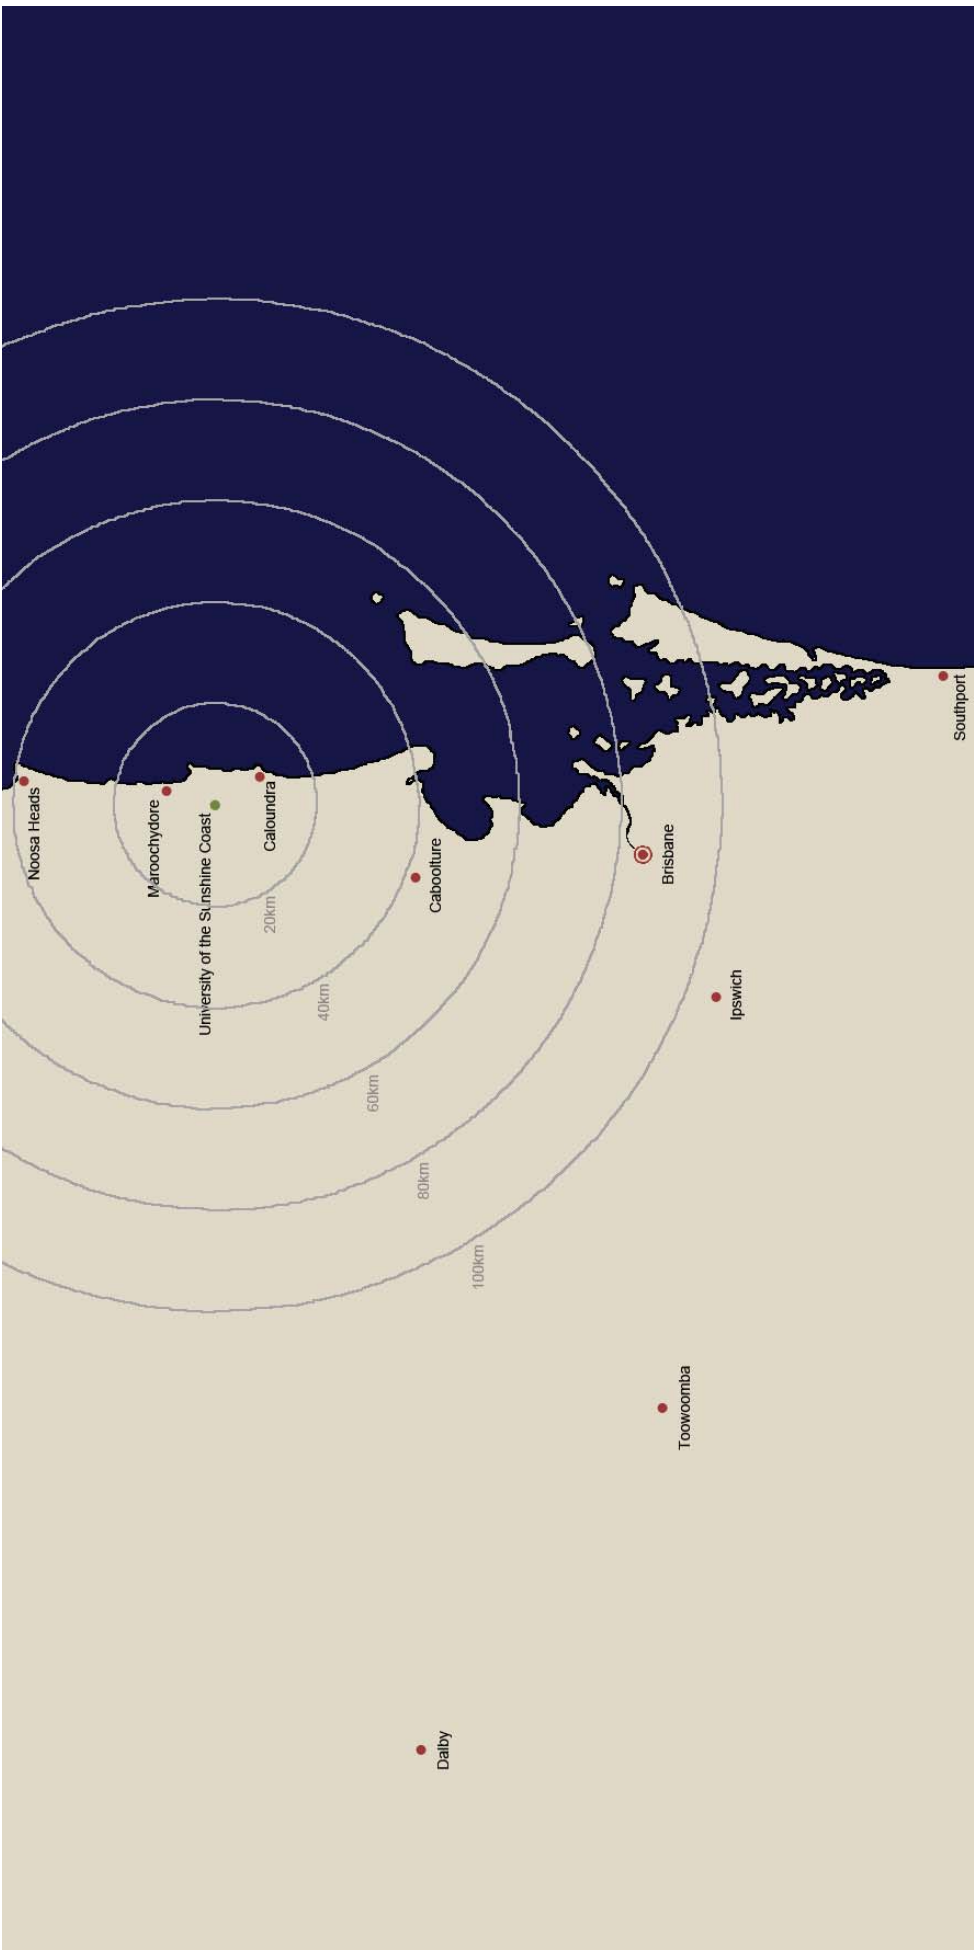 Noosa Heads
Maroochydore
University of the Sunshine Coast
Caloundra
20km
40km
60km
80km
100km
Caboolture
Brisbane
Ipswich
Southport
Toowoomba
Dalby